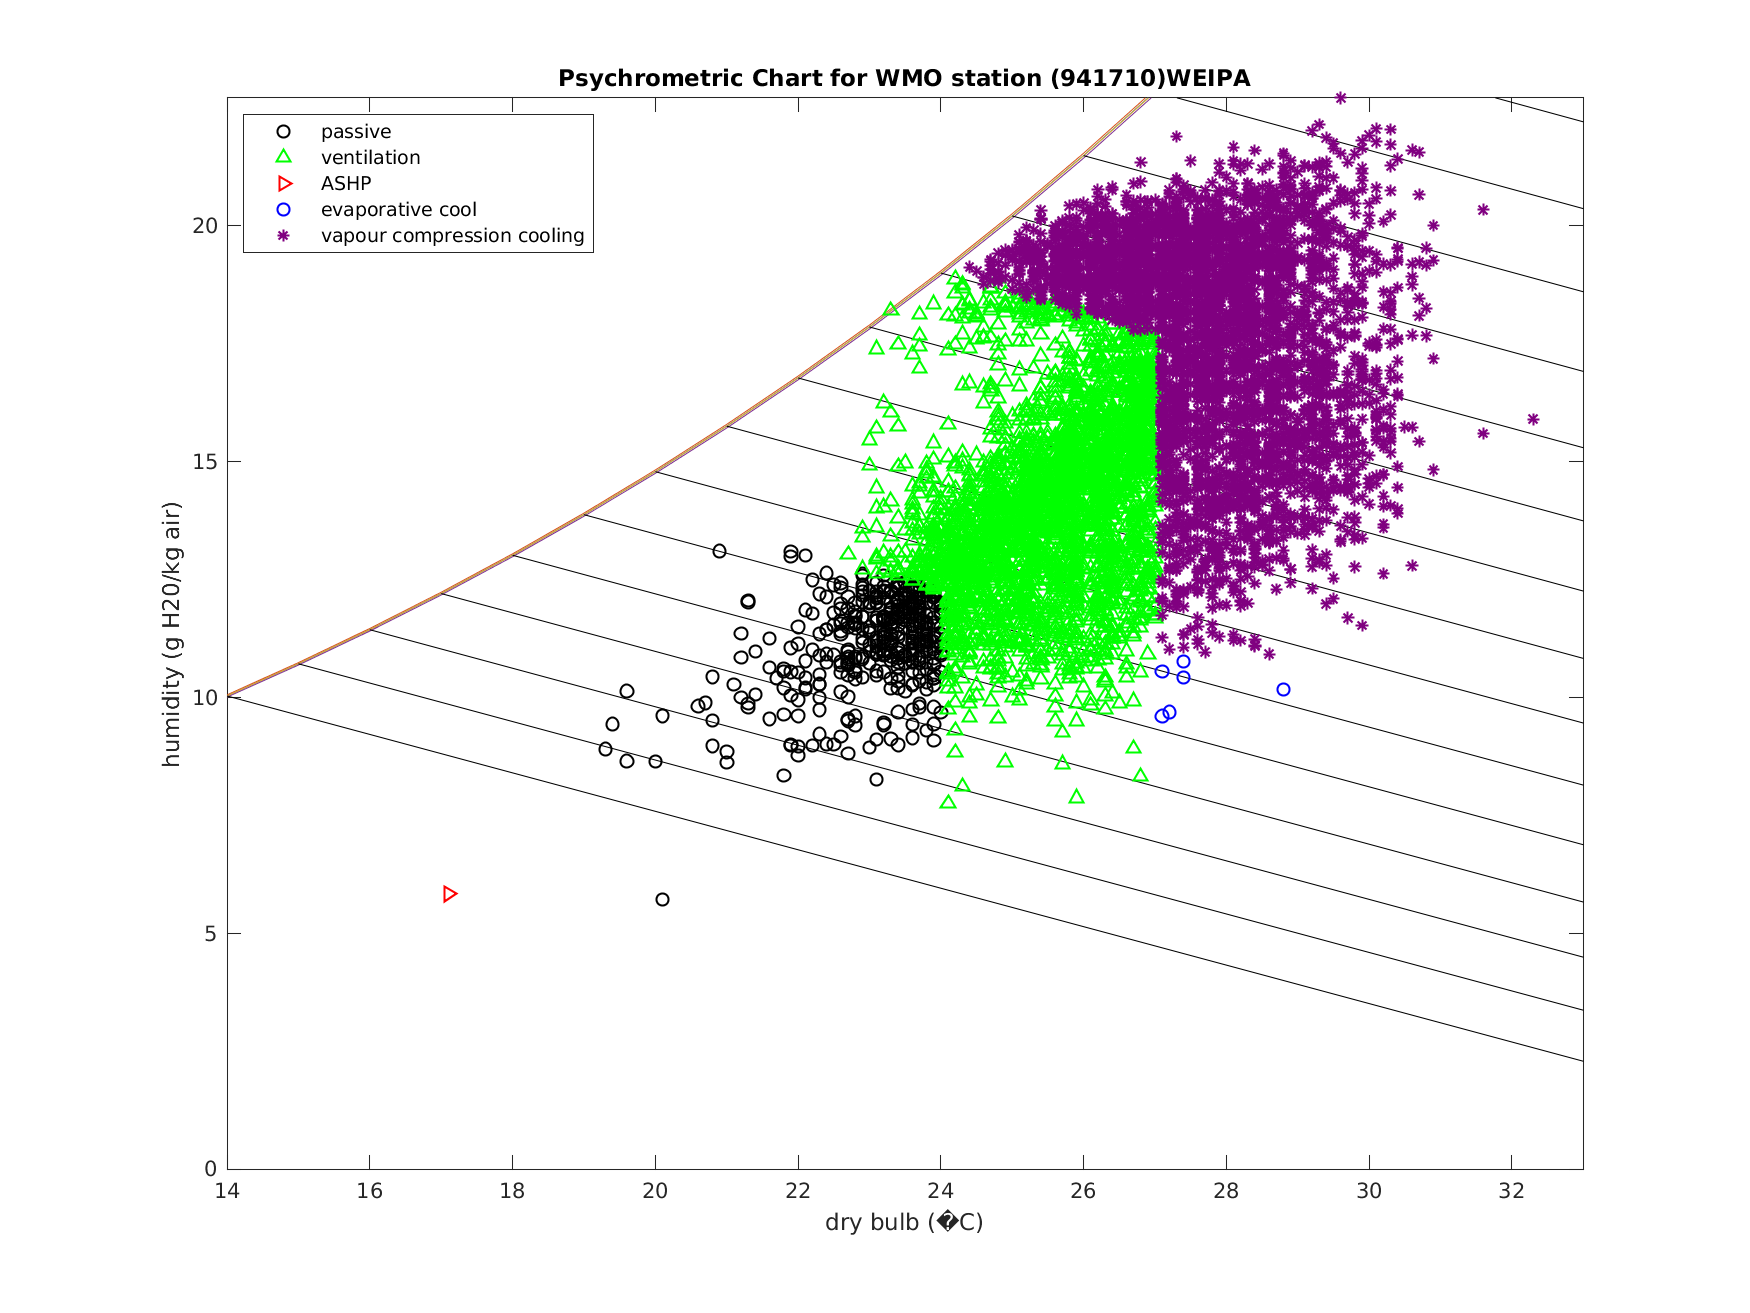 Psychrometric Chart for WMO station (941710)WEIPA
passive
ventilation
ASHP
evaporative cool
vapour compression cooling
humidity (g H20/kg air)
20
15
10
5
0
14 16 18 20 22 24 26 28 30 32
dry bulb (�C)